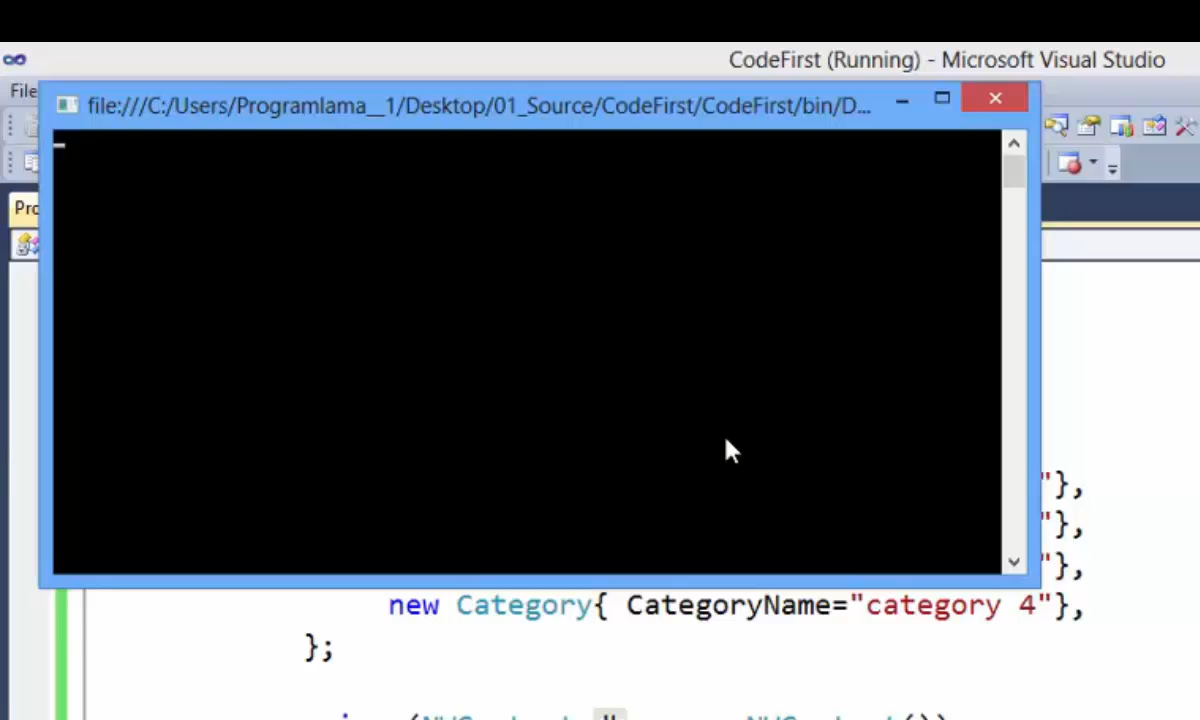 CodeFirst (Running) - Microsoft Visual Studio
File
file:///C:/Users/Programlama__1/Desktop/01_Source/CodeFirst/CodeFirst/bin/D...
"},
"},
"},
new Category{ CategoryName="category 4"},
};